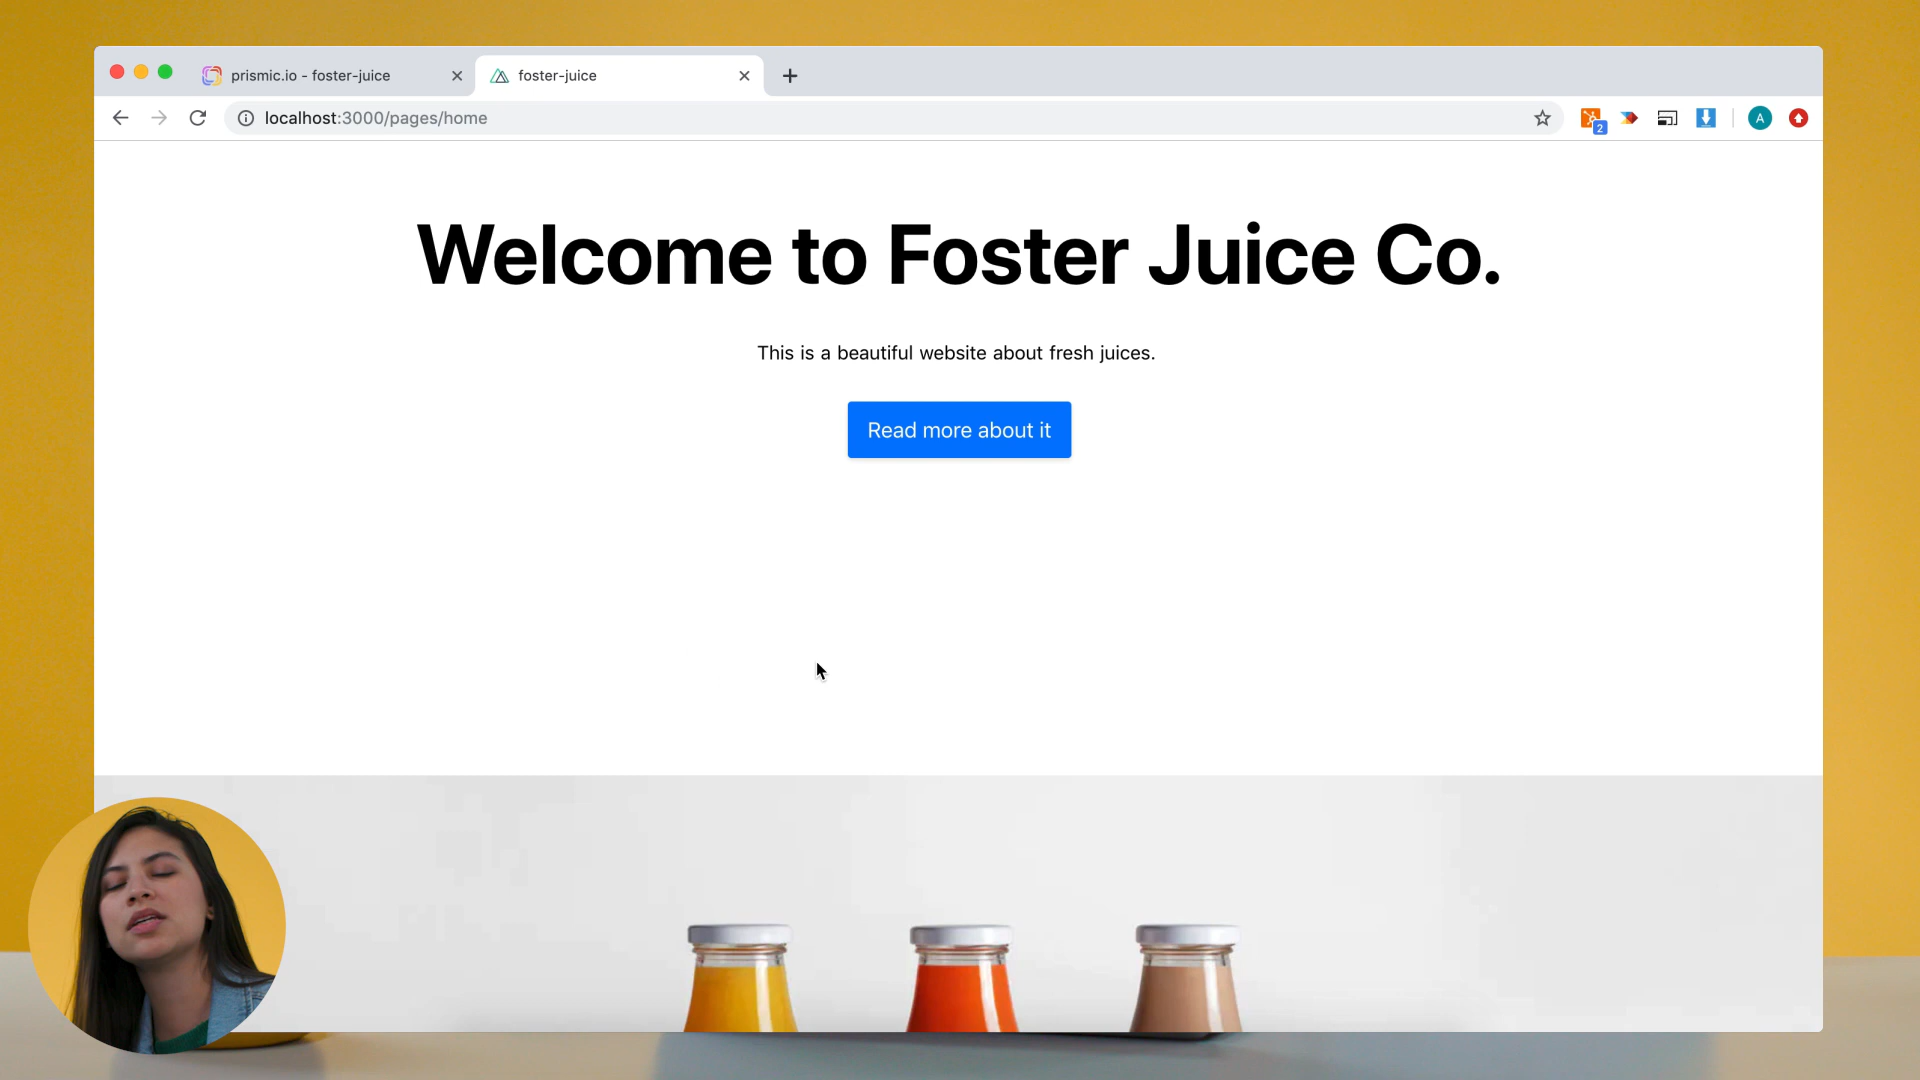 prismic.io - foster-juice
foster-juice
localhost:3000/pages/home
2
A
Welcome to Foster Juice Co.
This is a beautiful website about fresh juices.
Read more about it